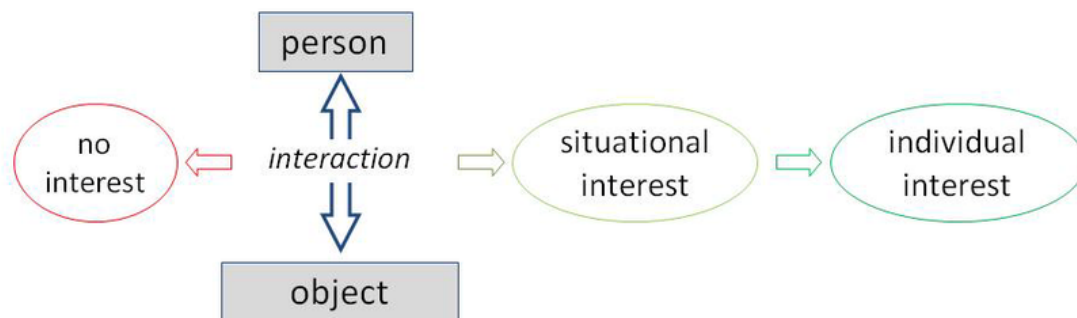 person
no
interest
interaction
situational
interest
individual
interest
object